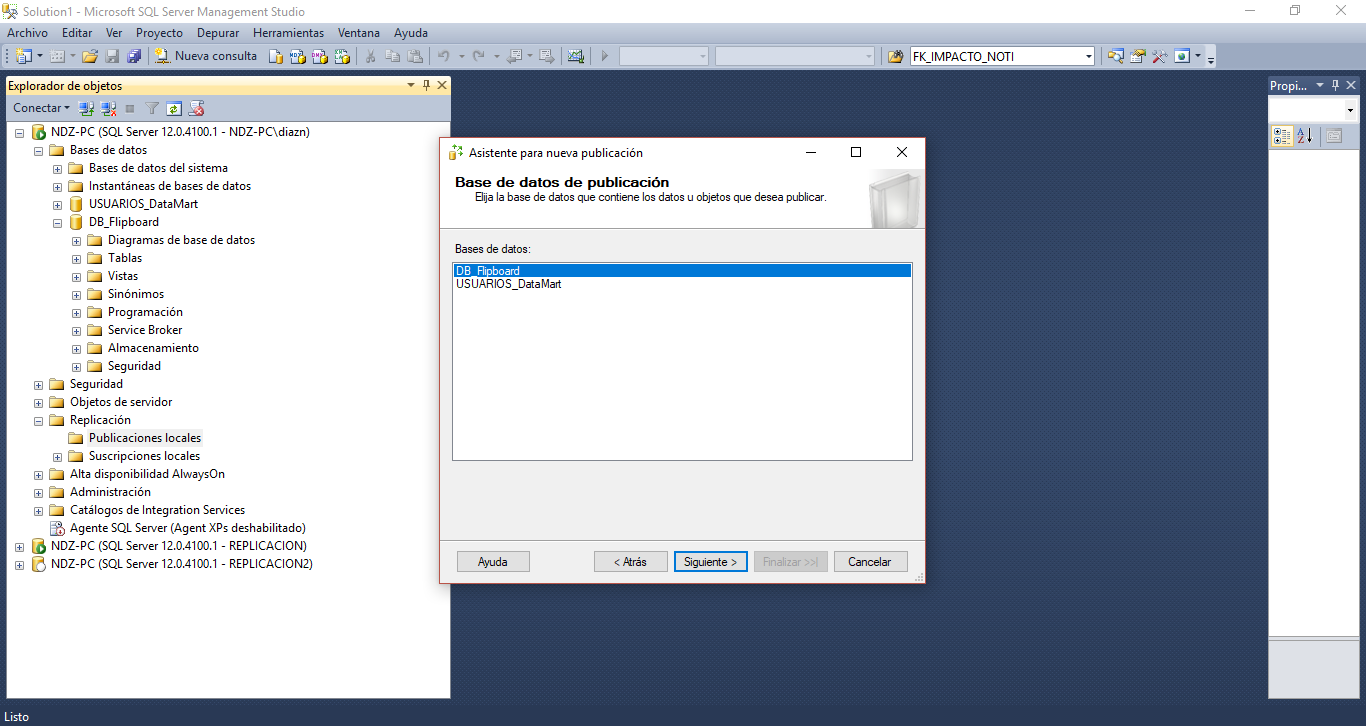 Solution1 - Microsoft SQL Server Management Studio
Archivo Editar Ver Proyecto Depurar Herramientas Ventana Ayuda
Nueva consulta FK_IMPACTO_NOTI
Explorador de objetos
Conectar
NDZ-PC (SQL Server 12.0.4100.1 - NDZ-PC\diazn)
Bases de datos
Bases de datos del sistema
Instantáneas de bases de datos
USUARIOS_DataMart
DB_Flipboard
Diagramas de base de datos
Tablas
Vistas
Sinónimos
Programación
Service Broker
Almacenamiento
Seguridad
Seguridad
Objetos de servidor
Replicación
Publicaciones locales
Suscripciones locales
Alta disponibilidad AlwaysOn
Administración
Catálogos de Integration Services
Agente SQL Server (Agent XPs deshabilitado)
NDZ-PC (SQL Server 12.0.4100.1 - REPLICACION)
NDZ-PC (SQL Server 12.0.4100.1 - REPLICACION2)
Asistente para nueva publicación
Base de datos de publicación
Elija la base de datos que contiene los datos u objetos que desea publicar.
Bases de datos:
DB_Flipboard
USUARIOS_DataMart
Ayuda < Atrás Siguiente > Finalizar >>| Cancelar
Propi...
Listo